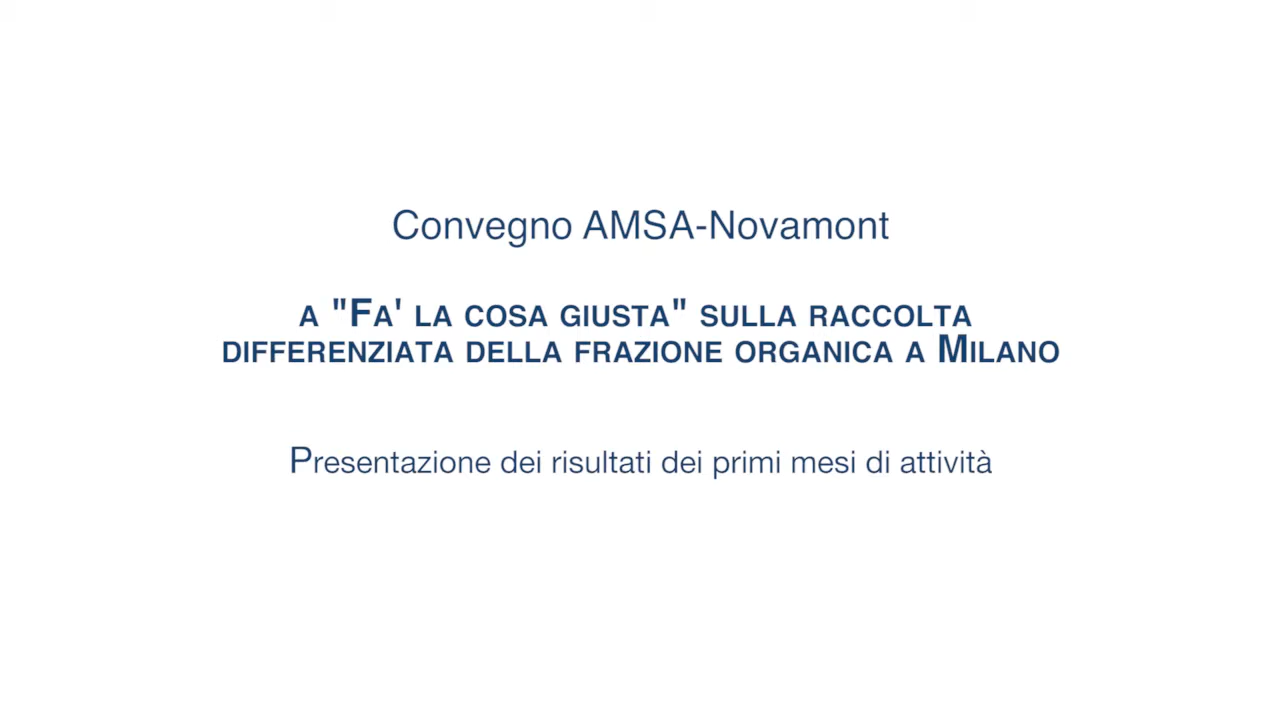 Convegno AMSA-Novamont
A "FA' LA COSA GIUSTA" SULLA RACCOLTA
DIFFERENZIATA DELLA FRAZIONE ORGANICA A MILANO
Presentazione dei risultati dei primi mesi di attività